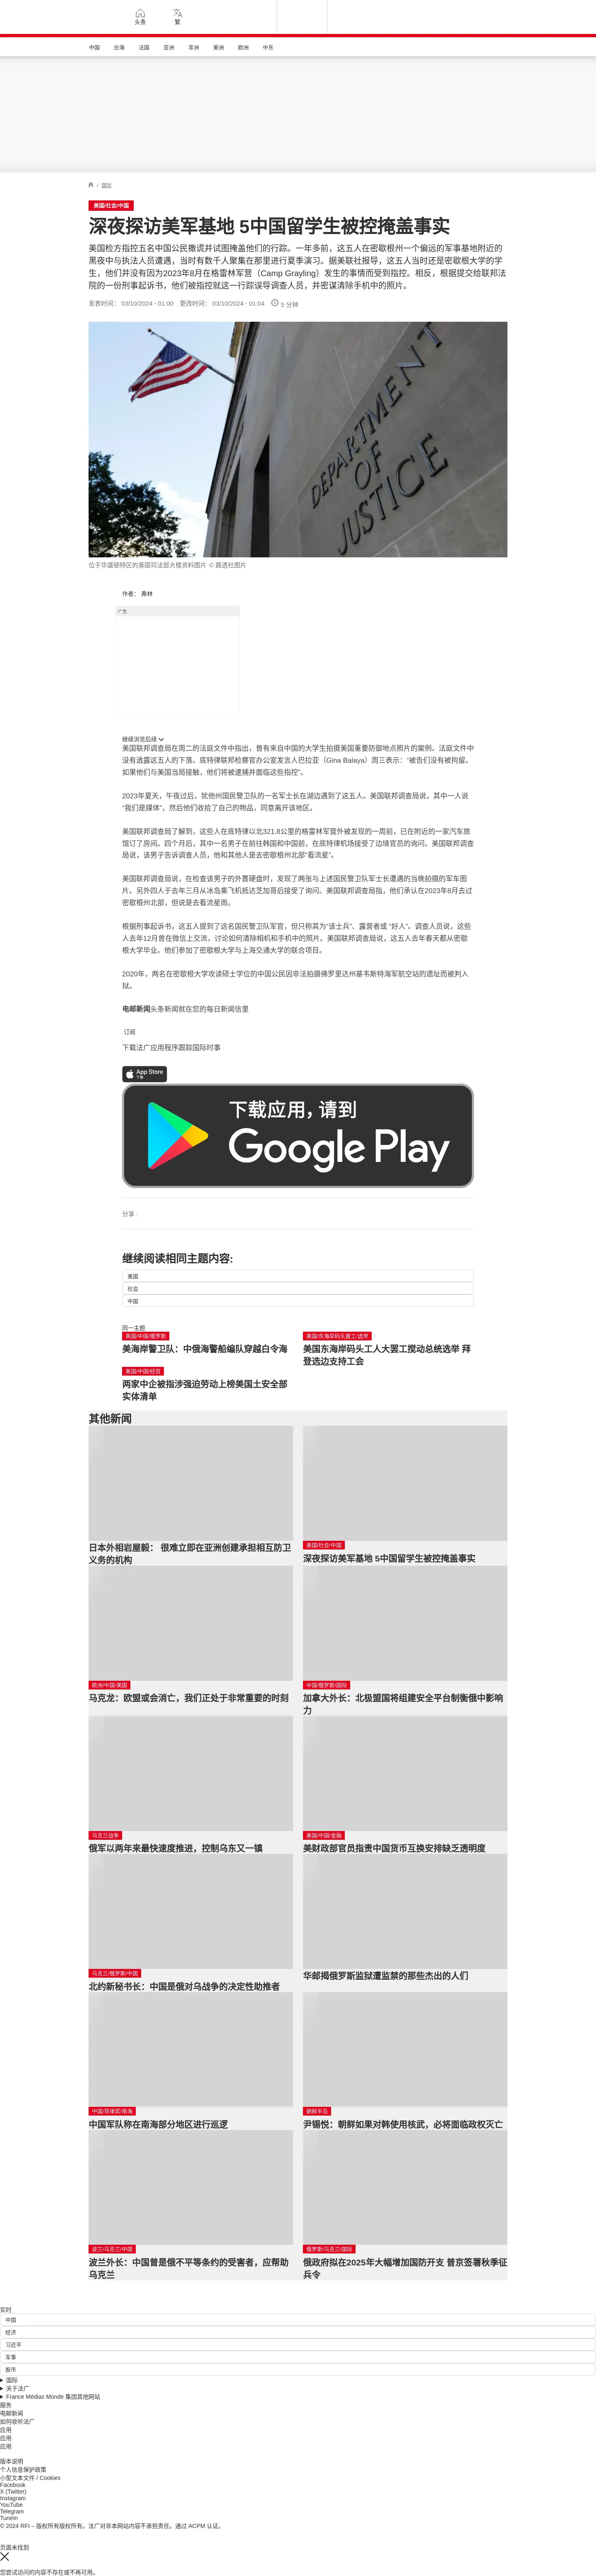 头条
繁
中国
台海
法国
亚洲
非洲
美洲
欧洲
中东
/ 国际
美国/社会/中国
深夜探访美军基地 5中国留学生被控掩盖事实
美国检方指控五名中国公民撒谎并试图掩盖他们的行踪。一年多前，这五人在密歇根州一个偏远的军事基地附近的
黑夜中与执法人员遭遇，当时有数千人聚集在那里进行夏季演习。据美联社报导，这五人当时还是密歇根大学的学
生，他们并没有因为2023年8月在格雷林军营（Camp Grayling）发生的事情而受到指控。相反，根据提交给联邦法
院的一份刑事起诉书，他们被指控就这一行踪误导调查人员，并密谋清除手机中的照片。
发表时间： 03/10/2024 - 01:00 更改时间： 03/10/2024 - 01:04 5 分钟
DEPARTMENT
OF
JUSTICE
位于华盛顿特区的美国司法部大楼资料图片 © 路透社图片
作者： 弗林
广告
继续浏览后续
美国联邦调查局在周二的法庭文件中指出，曾有来自中国的大学生拍摄美国重要防御地点照片的案例。法庭文件中
没有透露这五人的下落。底特律联邦检察官办公室发言人巴拉亚（Gina Balaya）周三表示：“被告们没有被拘留。
如果他们与美国当局接触，他们将被逮捕并面临这些指控”。
2023年夏天，午夜过后，犹他州国民警卫队的一名军士长在湖边遇到了这五人。美国联邦调查局说，其中一人说
“我们是媒体”，然后他们收拾了自己的物品，同意离开该地区。
美国联邦调查局了解到，这些人在底特律以北321.8公里的格雷林军营外被发现的一周前，已在附近的一家汽车旅
馆订了房间。四个月后，其中一名男子在前往韩国和中国前，在底特律机场接受了边境官员的询问。美国联邦调查
局说，该男子告诉调查人员，他和其他人是去密歇根州北部“看流星”。
美国联邦调查局说，在检查该男子的外置硬盘时，发现了两张与上述国民警卫队军士长遭遇的当晚拍摄的军车图
片。另外四人于去年三月从冰岛乘飞机抵达芝加哥后接受了询问。美国联邦调查局指，他们承认在2023年8月去过
密歇根州北部，但说是去看流星雨。
根据刑事起诉书，这五人提到了这名国民警卫队军官，但只称其为“该士兵”、露营者或 “好人”。调查人员说，这些
人去年12月曾在微信上交流，讨论如何清除相机和手机中的照片。美国联邦调查局说，这五人去年春天都从密歇
根大学毕业。他们参加了密歇根大学与上海交通大学的联合项目。
2020年，两名在密歇根大学攻读硕士学位的中国公民因非法拍摄佛罗里达州基韦斯特海军航空站的遗址而被判入
狱。
电邮新闻头条新闻就在您的每日新闻信里
订阅
下载法广应用程序跟踪国际时事
App Store
下载
下载应用，请到
Google Play
分享 :
继续阅读相同主题内容:
美国
社会
中国
同一主题
美国/中国/俄罗斯
美海岸警卫队：中俄海警船编队穿越白令海
美国/东海岸码头罢工/选举
美国东海岸码头工人大罢工搅动总统选举 拜
登选边支持工会
美国/中国/经贸
两家中企被指涉强迫劳动上榜美国土安全部
实体清单
其他新闻
日本外相岩屋毅： 很难立即在亚洲创建承担相互防卫
义务的机构
美国/社会/中国
深夜探访美军基地 5中国留学生被控掩盖事实
欧洲/中国/美国
马克龙：欧盟或会消亡，我们正处于非常重要的时刻
中国/俄罗斯/国际
加拿大外长：北极盟国将组建安全平台制衡俄中影响
力
乌克兰战争
俄军以两年来最快速度推进，控制乌东又一镇
美国/中国/金融
美财政部官员指责中国货币互换安排缺乏透明度
乌克兰/俄罗斯/中国
北约新秘书长：中国是俄对乌战争的决定性助推者
华邮揭俄罗斯监狱遭监禁的那些杰出的人们
中国/菲律宾/南海
中国军队称在南海部分地区进行巡逻
朝鲜半岛
尹锡悦：朝鲜如果对韩使用核武，必将面临政权灭亡
波兰/乌克兰/中国
波兰外长：中国曾是俄不平等条约的受害者，应帮助
乌克兰
俄罗斯/乌克兰/国际
俄政府拟在2025年大幅增加国防开支 普京签署秋季征
兵令
实时
中国
经济
习近平
军事
股市
国际
关于法广
France Médias Monde 集团其他网站
服务
电邮新闻
如何收听法广
应用
应用
应用
版本说明
个人信息保护政策
小型文本文件 / Cookies
Facebook
X (Twitter)
Instagram
YouTube
Telegram
TuneIn
© 2024 RFI – 版权所有版权所有。法广对非本网站内容不承担责任。通过 ACPM 认证。
页面未找到
您尝试访问的内容不存在或不再可用。